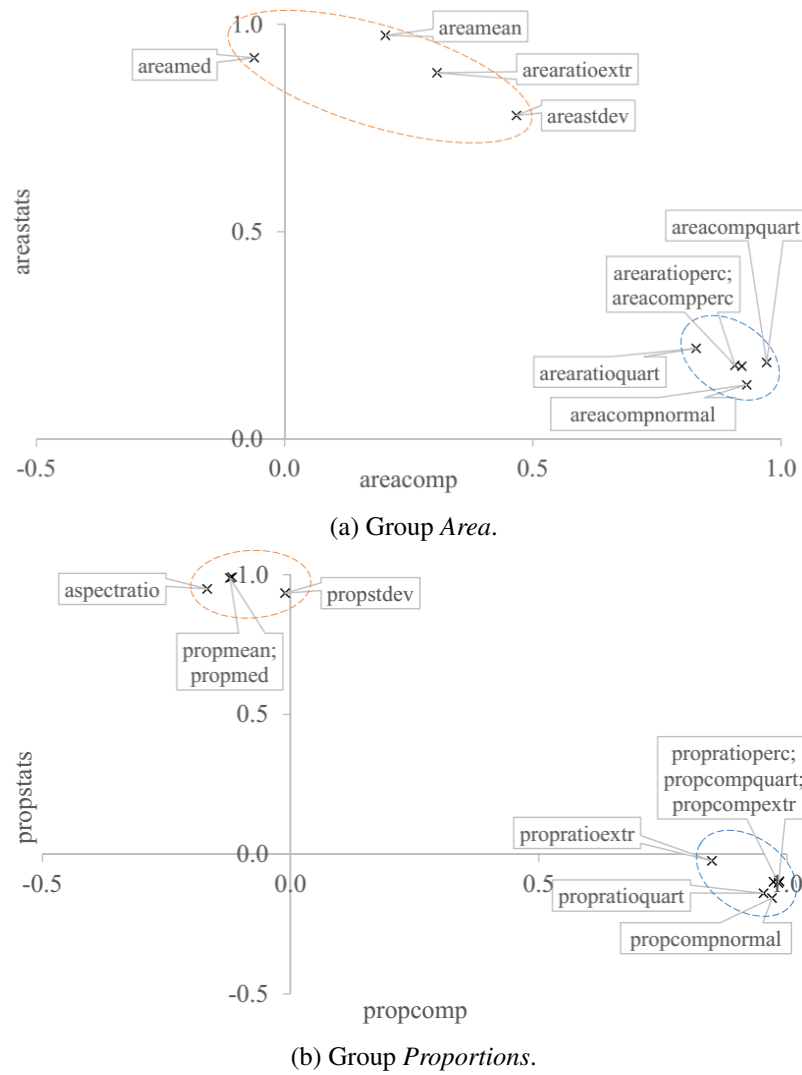 1.0
areamean
areamed
arearatioextr
areastdev
areastats
0.5
areacompquart
arearatioperc;
areacompperc
arearatioquart
areacompnormal
0.0
-0.5
0.0
0.5
1.0
areacomp
(a) Group Area.
1.0
aspectratio
propstdev
propmean;
propmed
0.5
propstats
propratioperc;
propcompquart;
propcompextr
propratioextr
0.0
-0.5
0.0
0.5
1.0
propratioquart
propcompnormal
-0.5
propcomp
(b) Group Proportions.